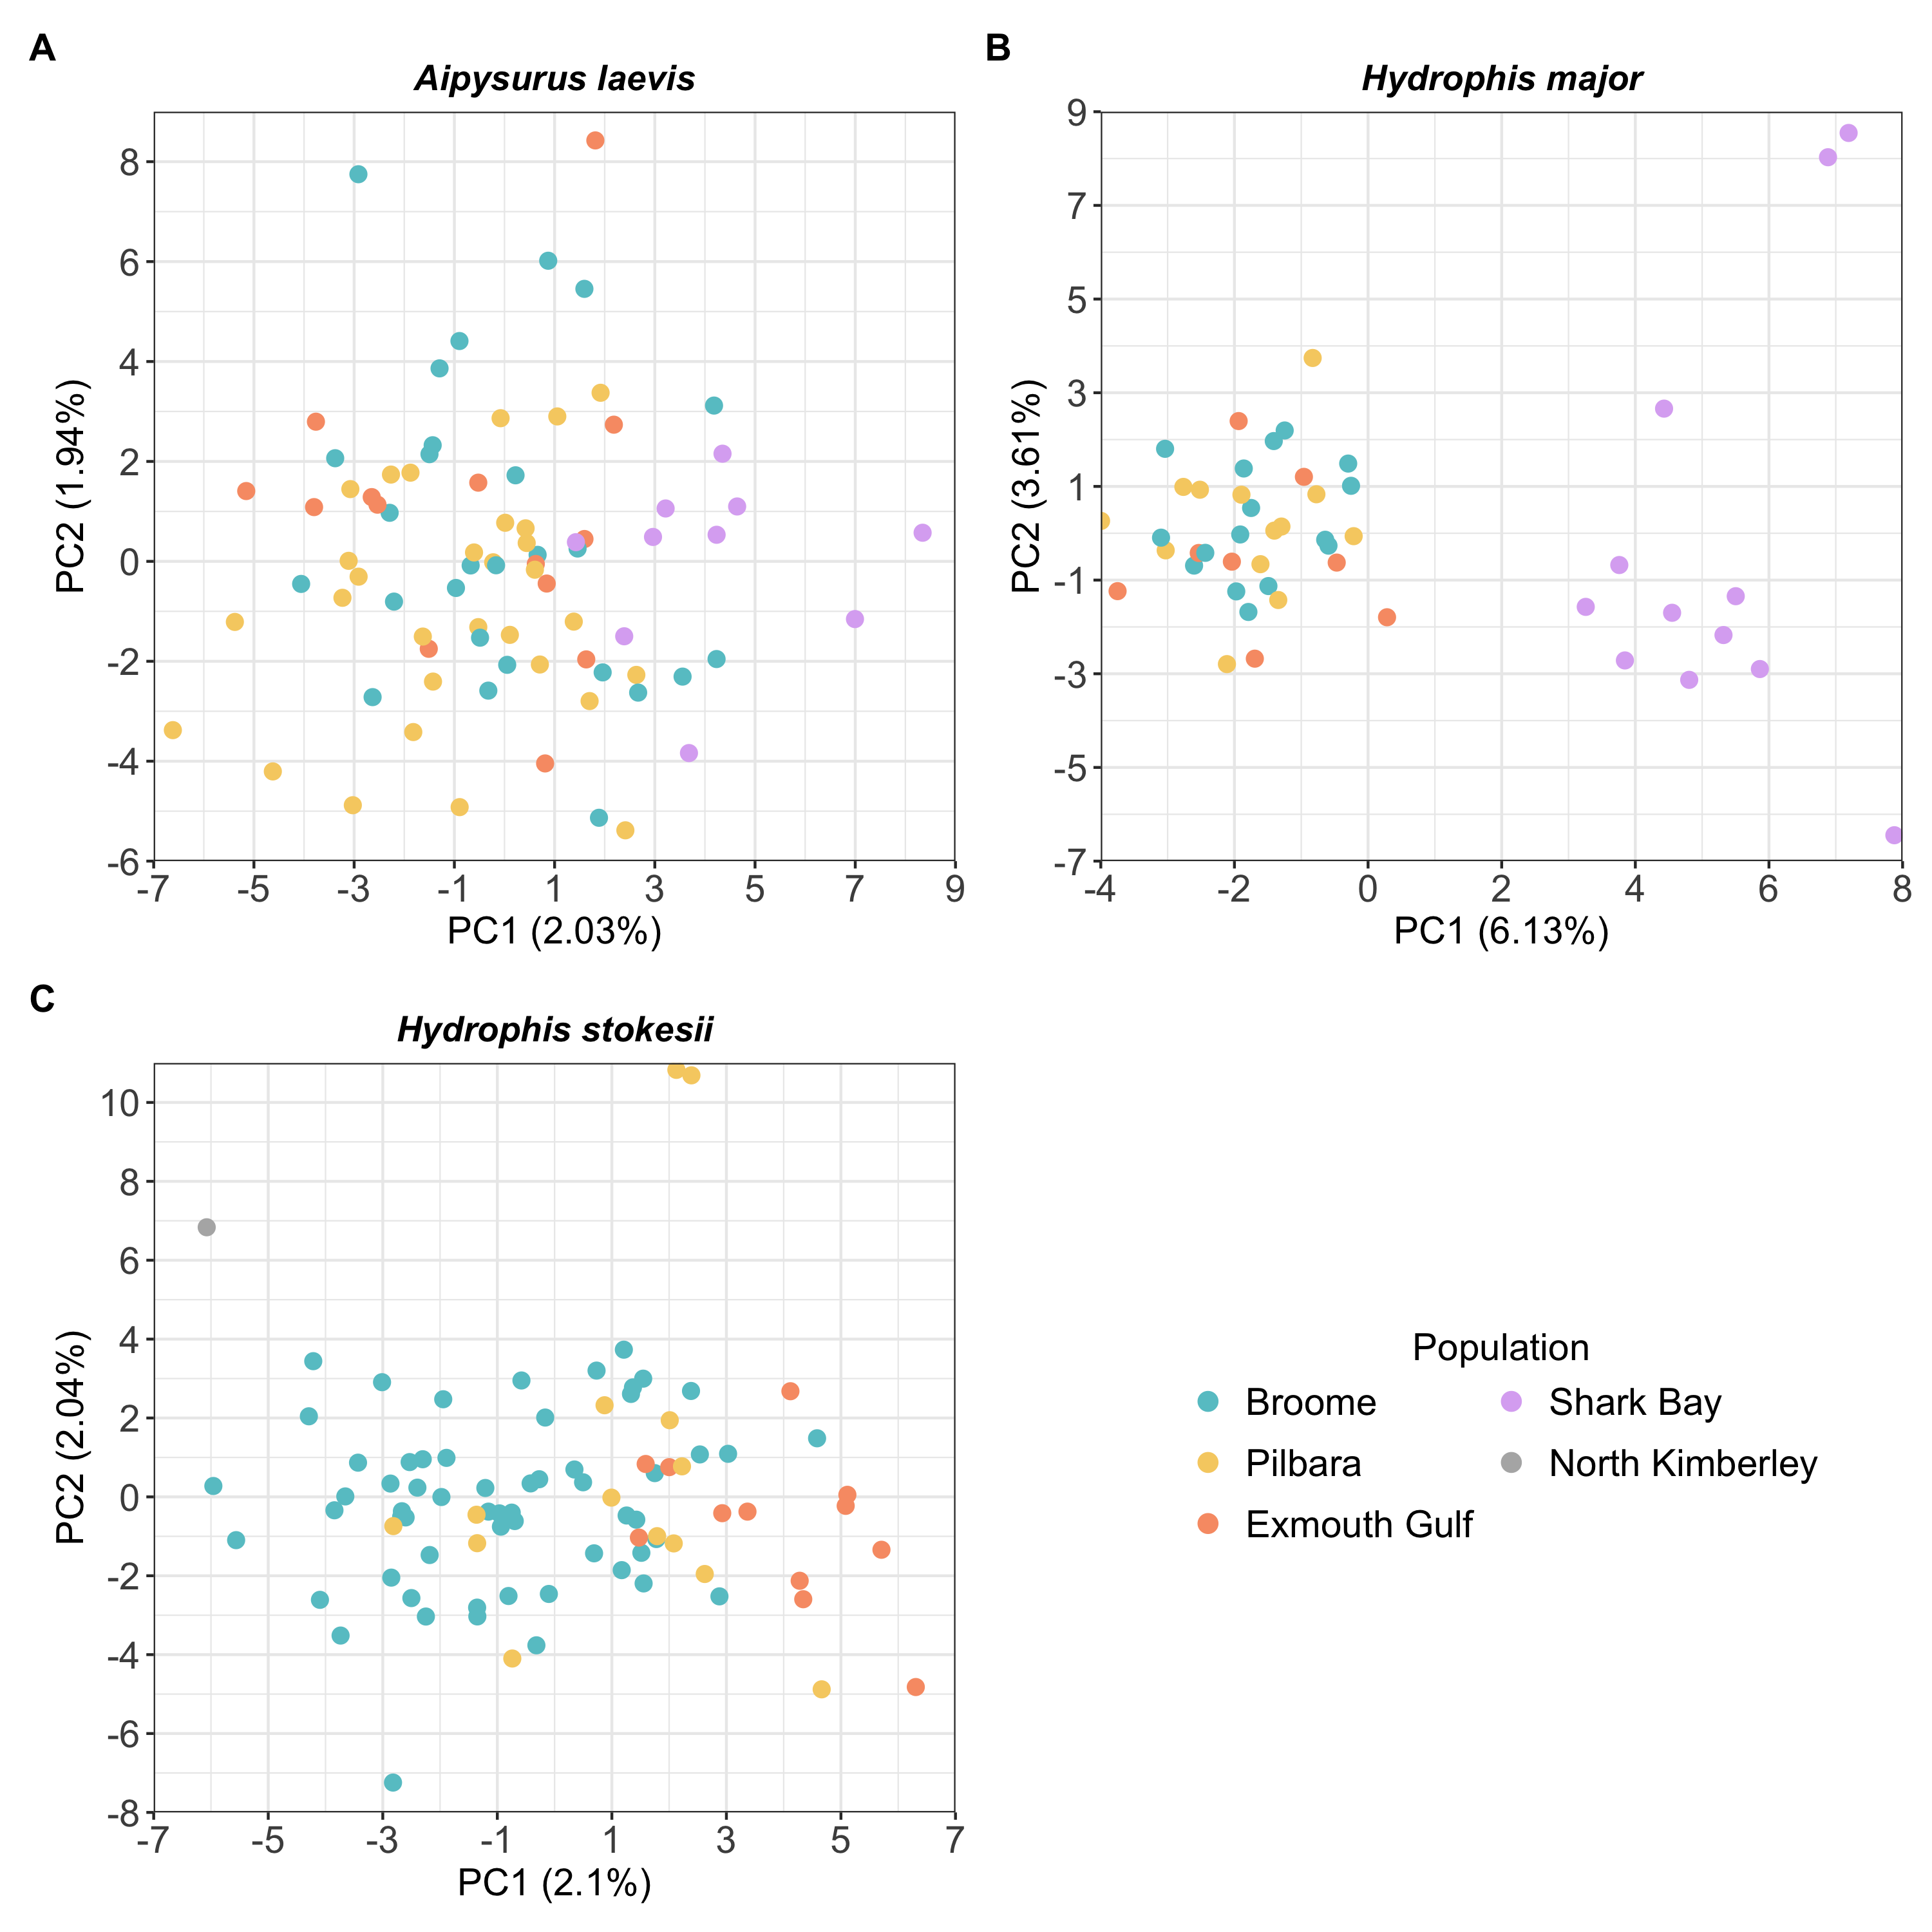 A
Aipysurus laevis
8
6
4
2
0
-2
-4
-6
-7 -5 -3 -1 1 3 5 7 9
PC1 (2.03%)
PC2 (1.94%)
B
Hydrophis major
9
7
5
3
1
-1
-3
-5
-7
-4 -2 0 2 4 6 8
PC1 (6.13%)
PC2 (3.61%)
C
Hydrophis stokesii
10
8
6
4
2
0
-2
-4
-6
-8
-7 -5 -3 -1 1 3 5 7
PC1 (2.1%)
PC2 (2.04%)
Population
Broome
Pilbara
Exmouth Gulf
Shark Bay
North Kimberley